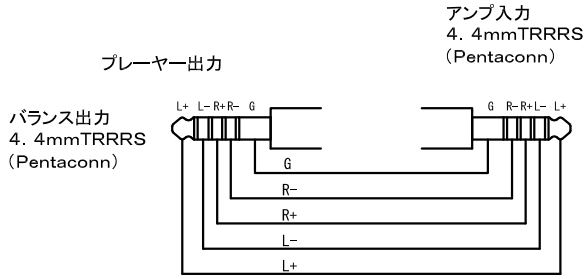 アンプ入力
4．4mmTRRRS
（Pentaconn）
プレーヤー出力
バランス出力
4．4mmTRRRS
（Pentaconn）
L+ L- R+ R- G
G R- R+ L- L+
G
R-
R+
L-
L+